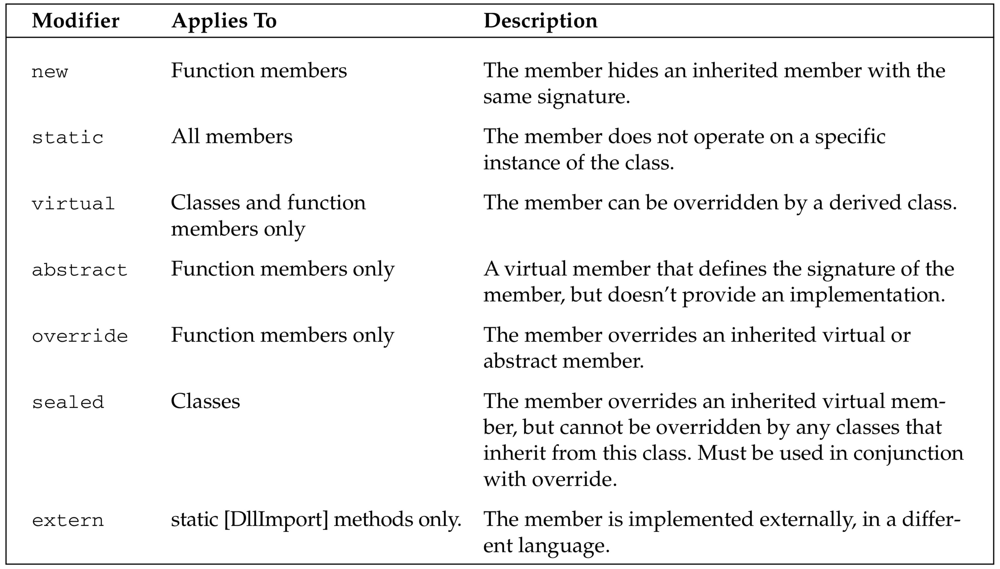 Modifier Applies To Description
new Function members The member hides an inherited member with the
same signature.
static All members The member does not operate on a specific
instance of the class.
virtual Classes and function The member can be overridden by a derived class.
members only
abstract Function members only A virtual member that defines the signature of the
member, but doesn’t provide an implementation.
override Function members only The member overrides an inherited virtual or
abstract member.
sealed Classes The member overrides an inherited virtual mem-
ber, but cannot be overridden by any classes that
inherit from this class. Must be used in conjunction
with override.
extern static [DllImport] methods only. The member is implemented externally, in a differ-
ent language.